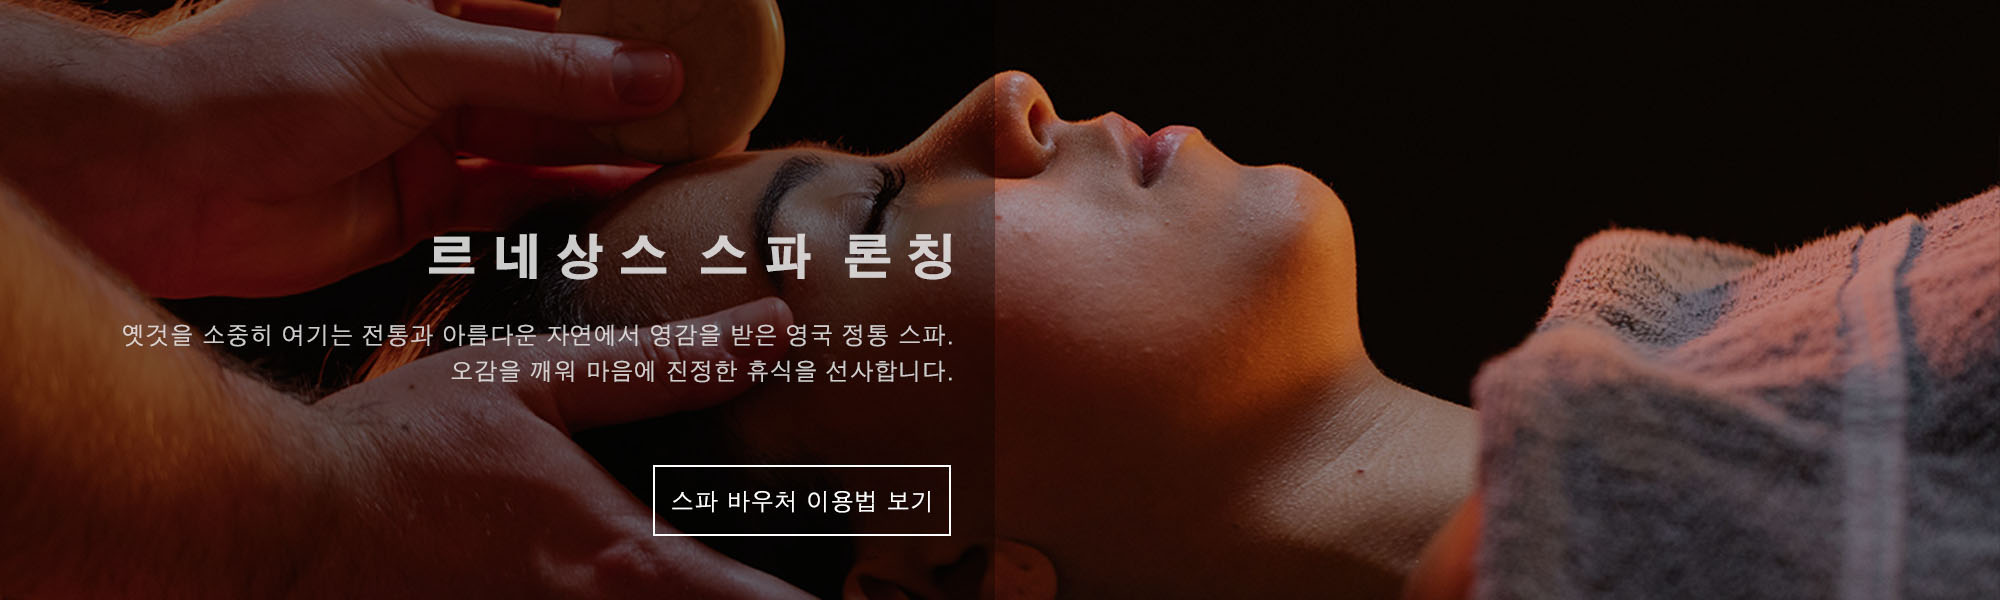 르네상스 스파 론칭
옛것을 소중히 여기는 전통과 아름다운 자연에서 영감을 받은 영국 정통 스파.
오감을 깨워 마음에 진정한 휴식을 선사합니다.
스파 바우처 이용법 보기